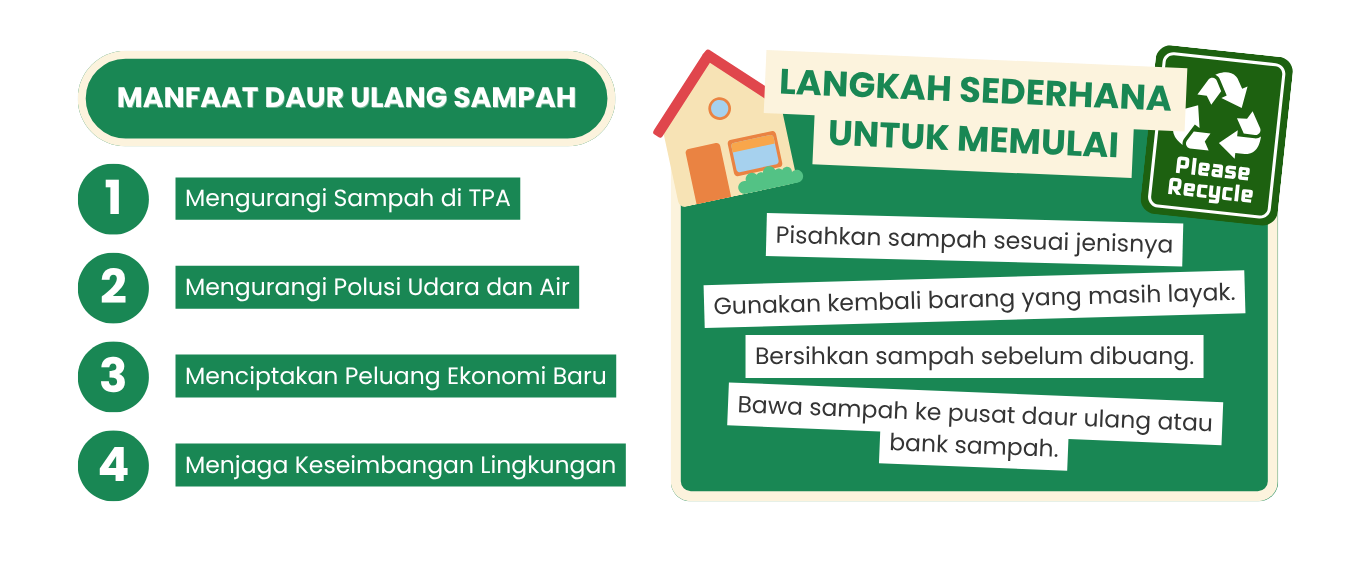 MANFAAT DAUR ULANG SAMPAH
1
Mengurangi Sampah di TPA
2
Mengurangi Polusi Udara dan Air
3
Menciptakan Peluang Ekonomi Baru
4
Menjaga Keseimbangan Lingkungan
LANGKAH SEDERHANA
UNTUK MEMULAI
Please
Recycle
Pisahkan sampah sesuai jenisnya
Gunakan kembali barang yang masih layak.
Bersihkan sampah sebelum dibuang.
Bawa sampah ke pusat daur ulang atau
bank sampah.